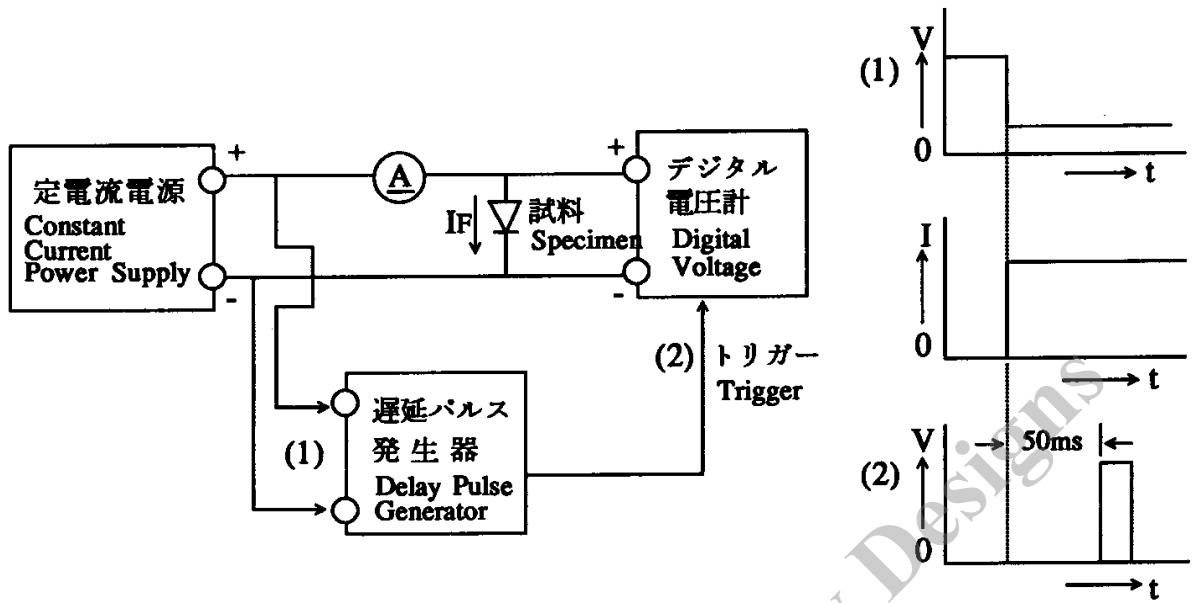 定電流電源
Constant
Current
Power Supply
+
-
A
IF
試料
Specimen
+
-
デジタル
電圧計
Digital
Voltage
(2)
トリガー
Trigger
(1)
遅延パルス
発生器
Delay Pulse
Generator
(1)
V
0
t
I
0
t
(2)
V
50ms
0
t
Designs